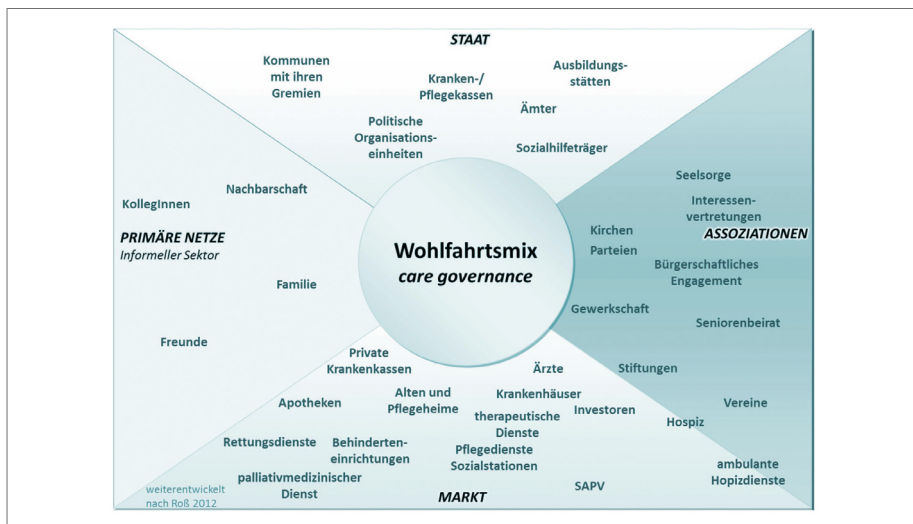 STAAT
Kommunen
mit ihren
Gremien
Kranken-/
Pflegekassen
Ausbildungs-
stätten
Ämter
Politische
Organisations-
einheiten
Sozialhilfeträger
KollegInnen
Nachbarschaft
PRIMÄRE NETZE
Informeller Sektor
Familie
Freunde
Wohlfahrtsmix
care governance
Seelsorge
Interessen-
vertretungen
Kirchen
ASSOZIATIONEN
Parteien
Bürgerschaftliches
Engagement
Gewerkschaft
Seniorenbeirat
Stiftungen
Vereine
Hospiz
ambulante
Hopizdienste
Private
Krankenkassen
Ärzte
Apotheken
Alten und
Pflegeheime
Krankenhäuser
therapeutische
Dienste
Investoren
Rettungsdienste
Behinderten-
einrichtungen
Pflegedienste
Sozialstationen
palliativmedizinischer
Dienst
SAPV
MARKT
weiterentwickelt
nach Roß 2012